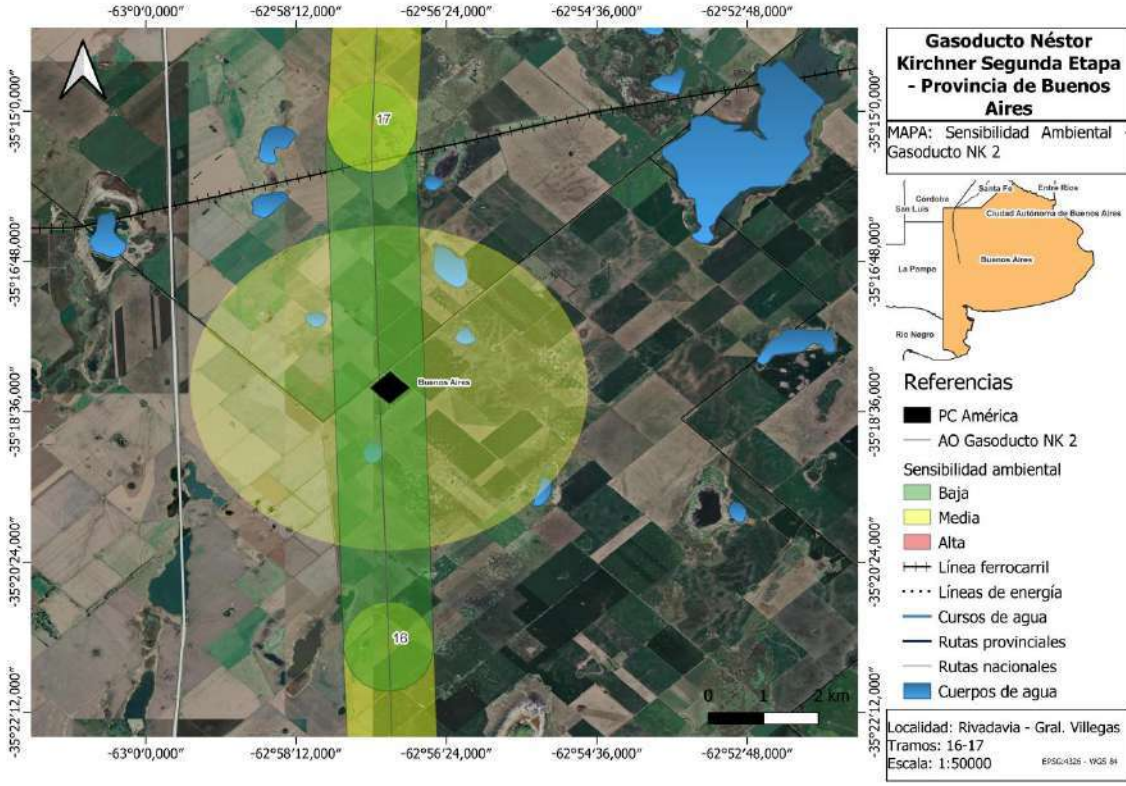 -63°0'0,000"
-62°58'12,000"
-62°56'24,000"
-62°54'36,000"
-62°52'48,000"
-35°15'0,000"
-35°16'48,000"
-35°18'36,000"
-35°20'24,000"
-35°22'12,000"
17
Buenos Aires
16
0 1 2 km
-35°15'0,000"
-35°16'48,000"
-35°18'36,000"
-35°20'24,000"
-35°22'12,000"
-63°0'0,000"
-62°58'12,000"
-62°56'24,000"
-62°54'36,000"
-62°52'48,000"
Gasoducto Néstor
Kirchner Segunda Etapa
- Provincia de Buenos
Aires
MAPA: Sensibilidad Ambiental -
Gasoducto NK 2
Santa Fe
Entre Ríos
Córdoba
San Luis
Ciudad Autónoma de Buenos Aires
La Pampa
Buenos Aires
Río Negro
Referencias
PC América
AO Gasoducto NK 2
Sensibilidad ambiental
Baja
Media
Alta
Línea ferrocarril
Líneas de energía
Cursos de agua
Rutas provinciales
Rutas nacionales
Cuerpos de agua
Localidad: Rivadavia - Gral. Villegas
Tramos: 16-17
Escala: 1:50000
EPSG:4326 - WGS 84